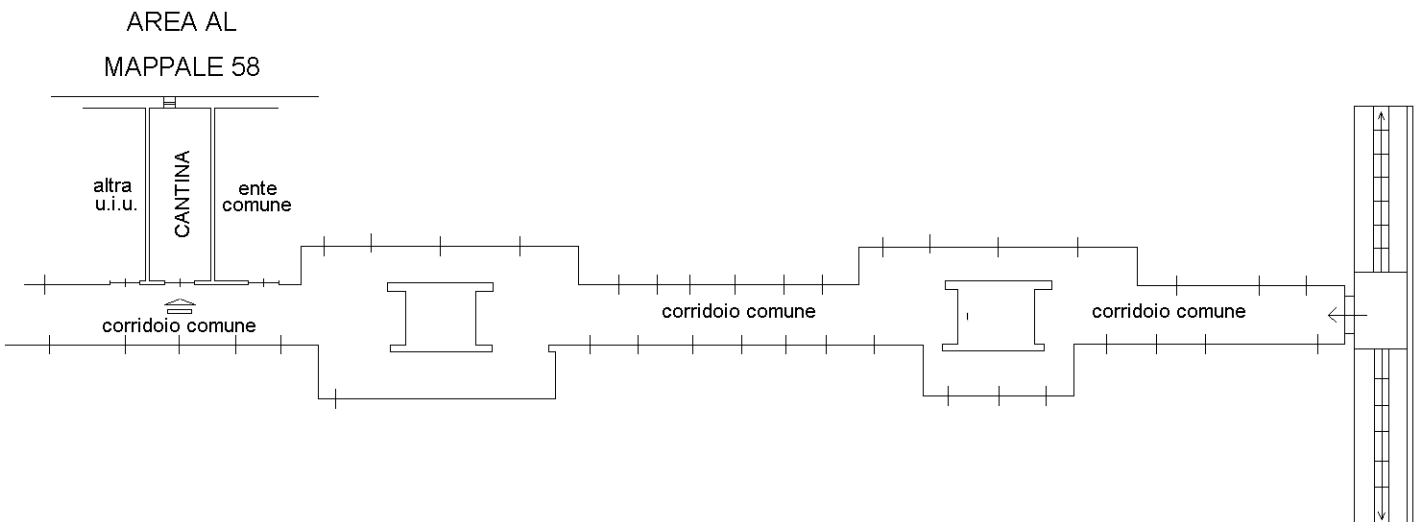 AREA AL
MAPPALE 58
altra
u.i.u.
CANTINA
ente
comune
corridoio comune
corridoio comune
corridoio comune